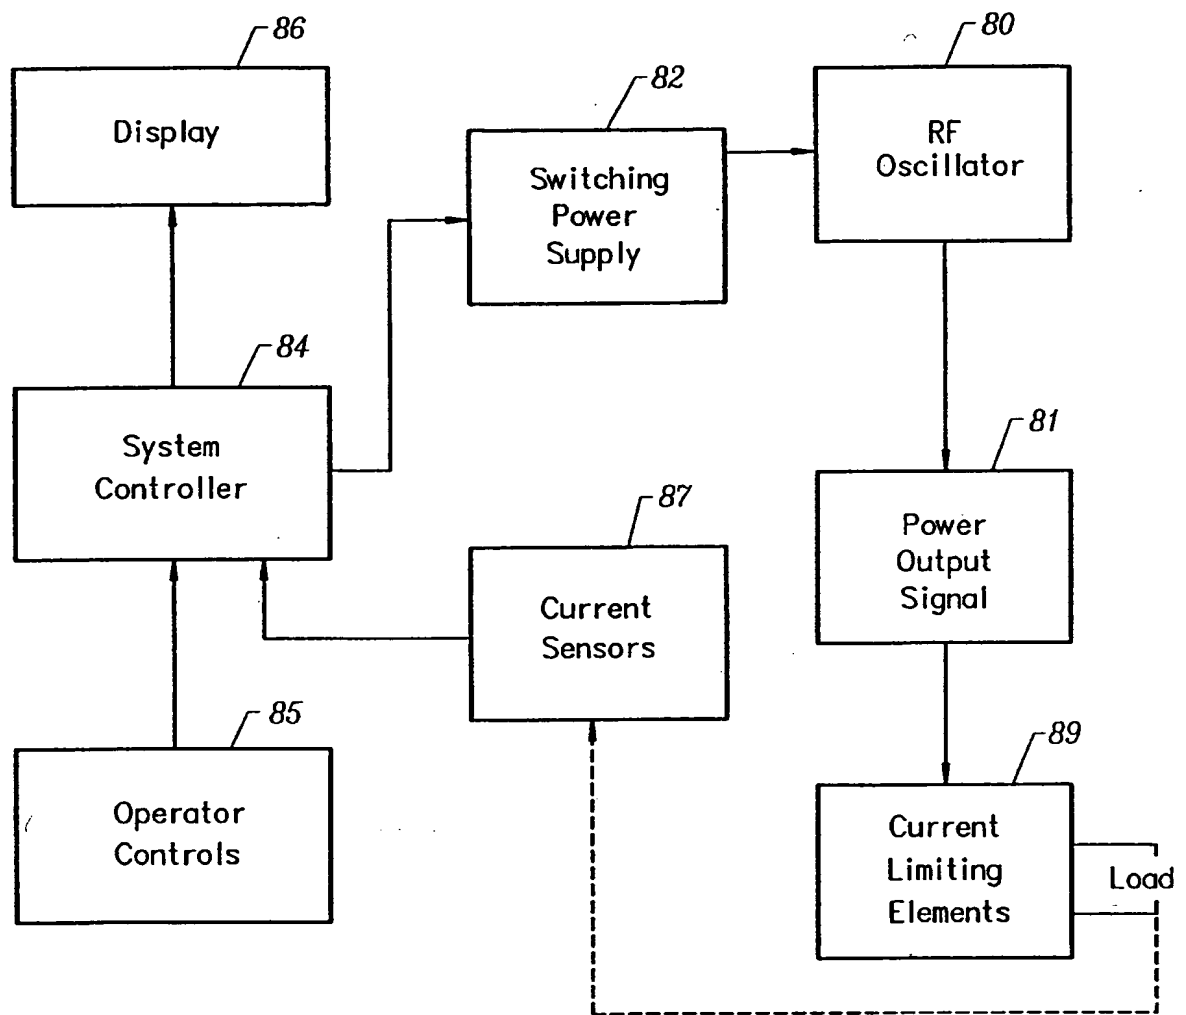 86
Display
82
Switching
Power
Supply
80
RF
Oscillator
84
System
Controller
87
Current
Sensors
81
Power
Output
Signal
85
Operator
Controls
89
Current
Limiting
Elements
Load